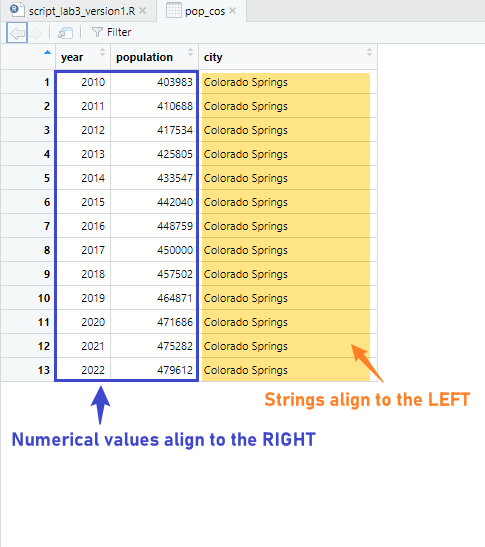 script_lab3_version1.R pop_cos
Filter
year population city
1 2010 403983 Colorado Springs
2 2011 410688 Colorado Springs
3 2012 417534 Colorado Springs
4 2013 425805 Colorado Springs
5 2014 433547 Colorado Springs
6 2015 442040 Colorado Springs
7 2016 448759 Colorado Springs
8 2017 450000 Colorado Springs
9 2018 457502 Colorado Springs
10 2019 464871 Colorado Springs
11 2020 471686 Colorado Springs
12 2021 475282 Colorado Springs
13 2022 479612 Colorado Springs
Strings align to the LEFT
Numerical values align to the RIGHT